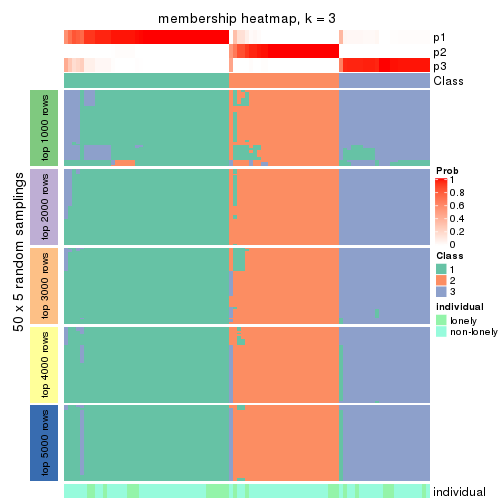 membership heatmap, k = 3
p1
p2
p3
Class
50 x 5 random samplings
top 1000 rows
top 2000 rows
top 3000 rows
top 4000 rows
top 5000 rows
individual
Prob
1
0.8
0.6
0.4
0.2
0
Class
1
2
3
individual
lonely
non-lonely